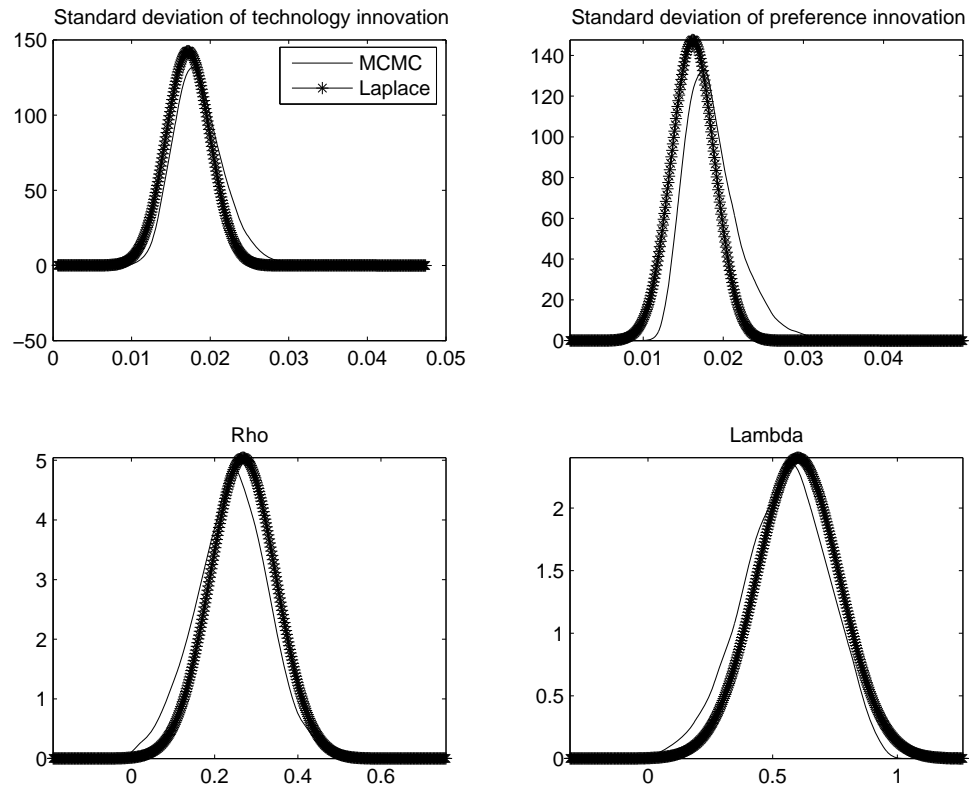 Standard deviation of technology innovation
150
100
50
0
−50
0 0.01 0.02 0.03 0.04 0.05
MCMC
Laplace
Standard deviation of preference innovation
140
120
100
80
60
40
20
0
0.01 0.02 0.03 0.04
Rho
5
4
3
2
1
0
0 0.2 0.4 0.6
Lambda
2
1.5
1
0.5
0
0 0.5 1